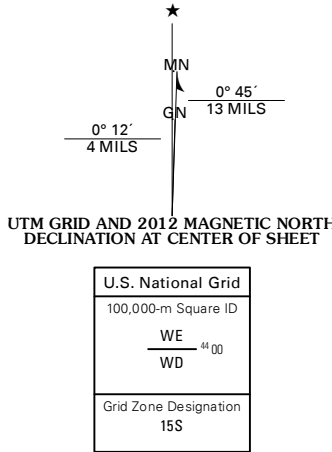 MN
GN
0° 45´
13 MILS
0° 12´
4 MILS
UTM GRID AND 2012 MAGNETIC NORTH
DECLINATION AT CENTER OF SHEET
U.S. National Grid
100,000-m Square ID
WE
44 00
WD
Grid Zone Designation
15S